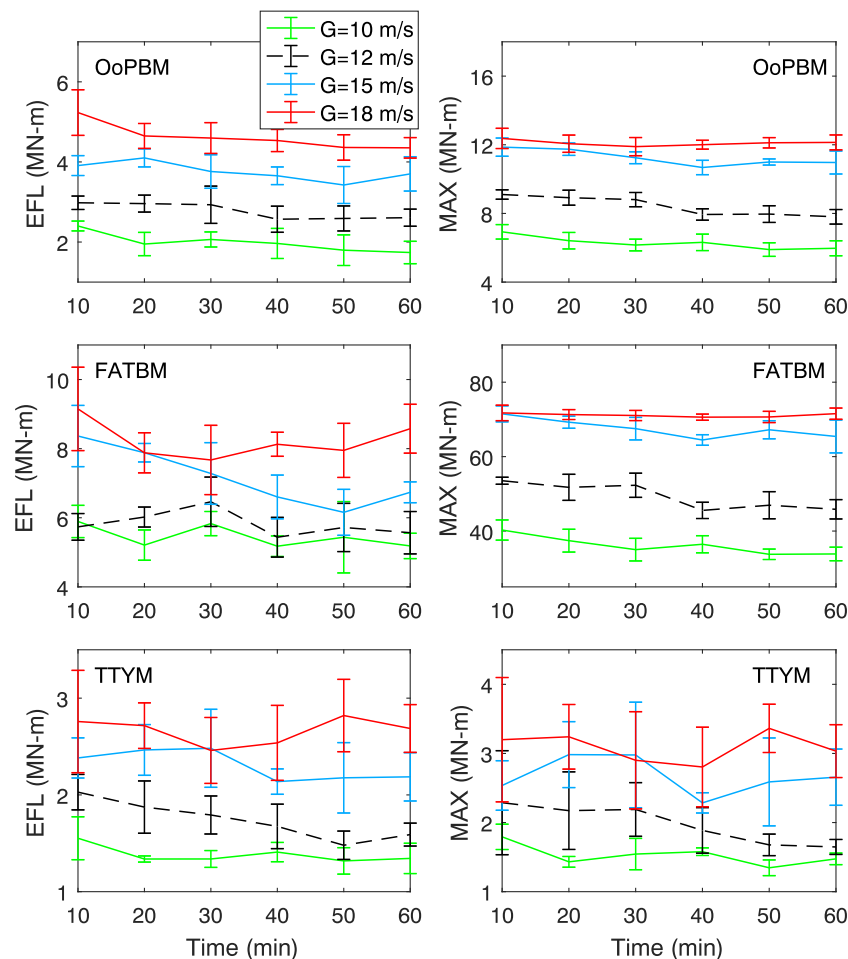 G=10 m/s
G=12 m/s
G=15 m/s
G=18 m/s
OoPBM
EFL (MN-m)
6
4
2
10 20 30 40 50 60
OoPBM
MAX (MN-m)
16
12
8
4
10 20 30 40 50 60
FATBM
EFL (MN-m)
10
8
6
4
10 20 30 40 50 60
FATBM
MAX (MN-m)
80
60
40
10 20 30 40 50 60
TTYM
EFL (MN-m)
3
2
1
10 20 30 40 50 60
Time (min)
TTYM
MAX (MN-m)
4
3
2
1
10 20 30 40 50 60
Time (min)